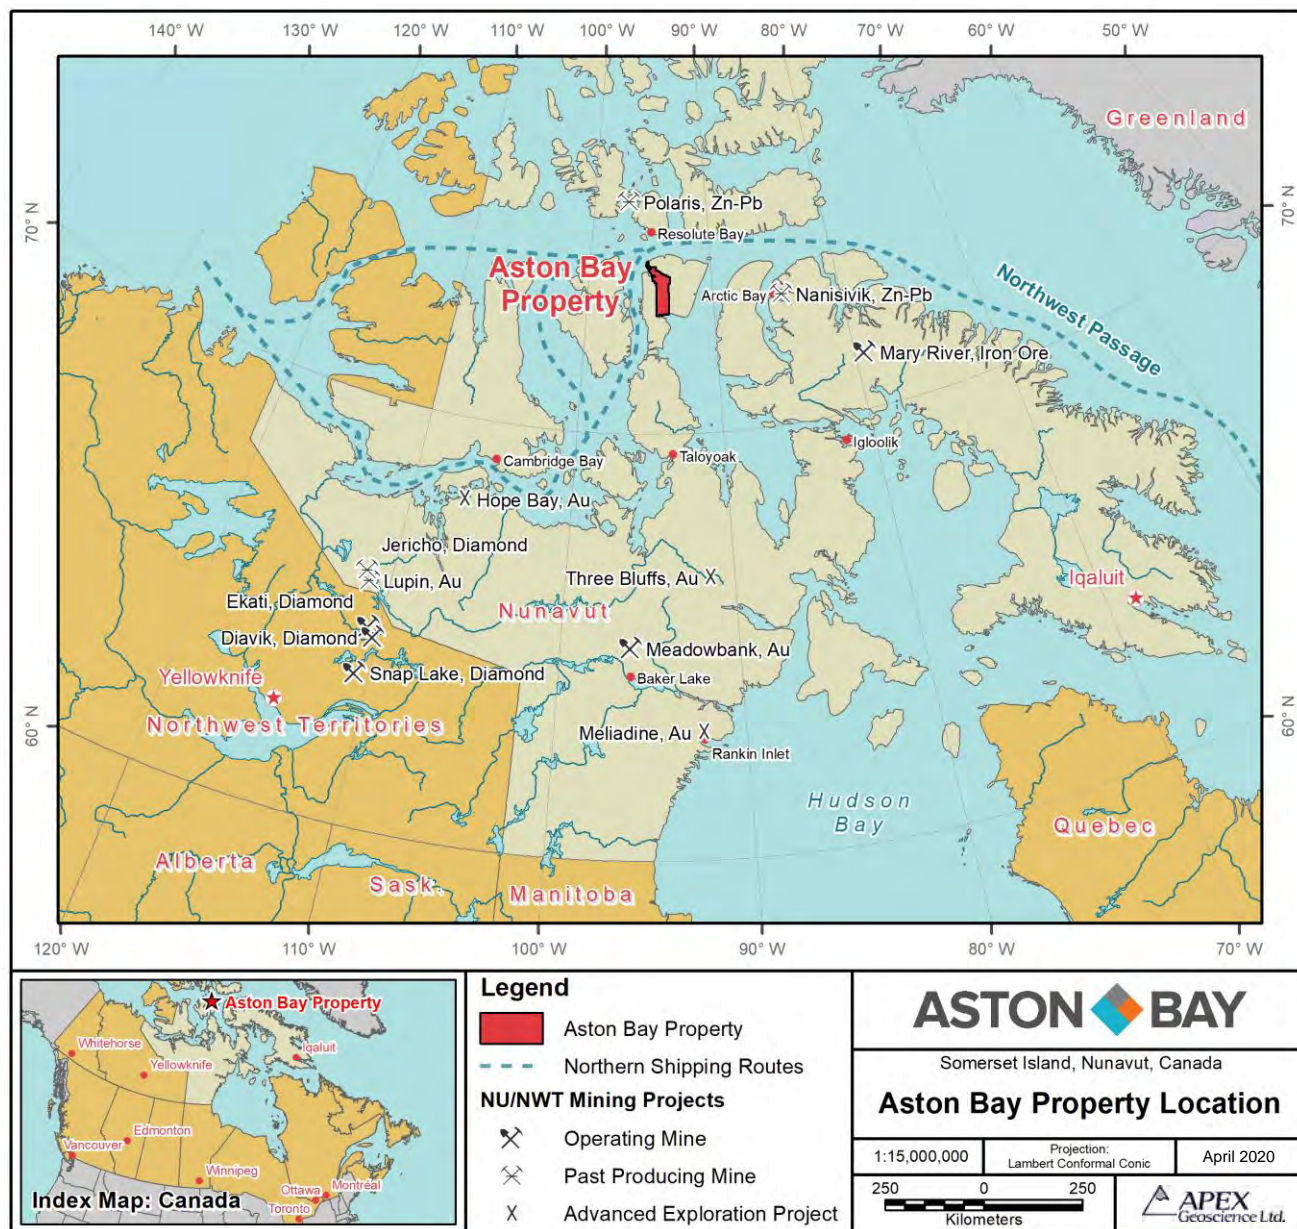 140° W
130° W
120° W
110° W
100° W
90° W
80° W
70° W
60° W
50° W
Greenland
70° N
70° N
Polaris, Zn-Pb
Resolute Bay
Aston Bay
Property
Arctic Bay
Nanisivik, Zn-Pb
Northwest Passage
Mary River, Iron Ore
Igloolik
Cambridge Bay
Taloyoak
Hope Bay, Au
Jericho, Diamond
Lupin, Au
Three Bluffs, Au
Iqaluit
Ekati, Diamond
Nunavut
Diavik, Diamond
Meadowbank, Au
Snap Lake, Diamond
Baker Lake
Yellowknife
Northwest Territories
60° N
60° N
Meliadine, Au
Rankin Inlet
Hudson
Bay
Quebec
Alberta
Sask.
Manitoba
120° W
110° W
100° W
90° W
80° W
70° W
Aston Bay Property
Whitehorse
Yellowknife
Iqaluit
Edmonton
Vancouver
Winnipeg
Ottawa
Montréal
Toronto
Index Map: Canada
Legend
Aston Bay Property
Northern Shipping Routes
NU/NWT Mining Projects
Operating Mine
Past Producing Mine
Advanced Exploration Project
ASTON BAY
Somerset Island, Nunavut, Canada
Aston Bay Property Location
1:15,000,000
Projection:
Lambert Conformal Conic
April 2020
250
0
250
Kilometers
APEX
Geoscience Ltd.